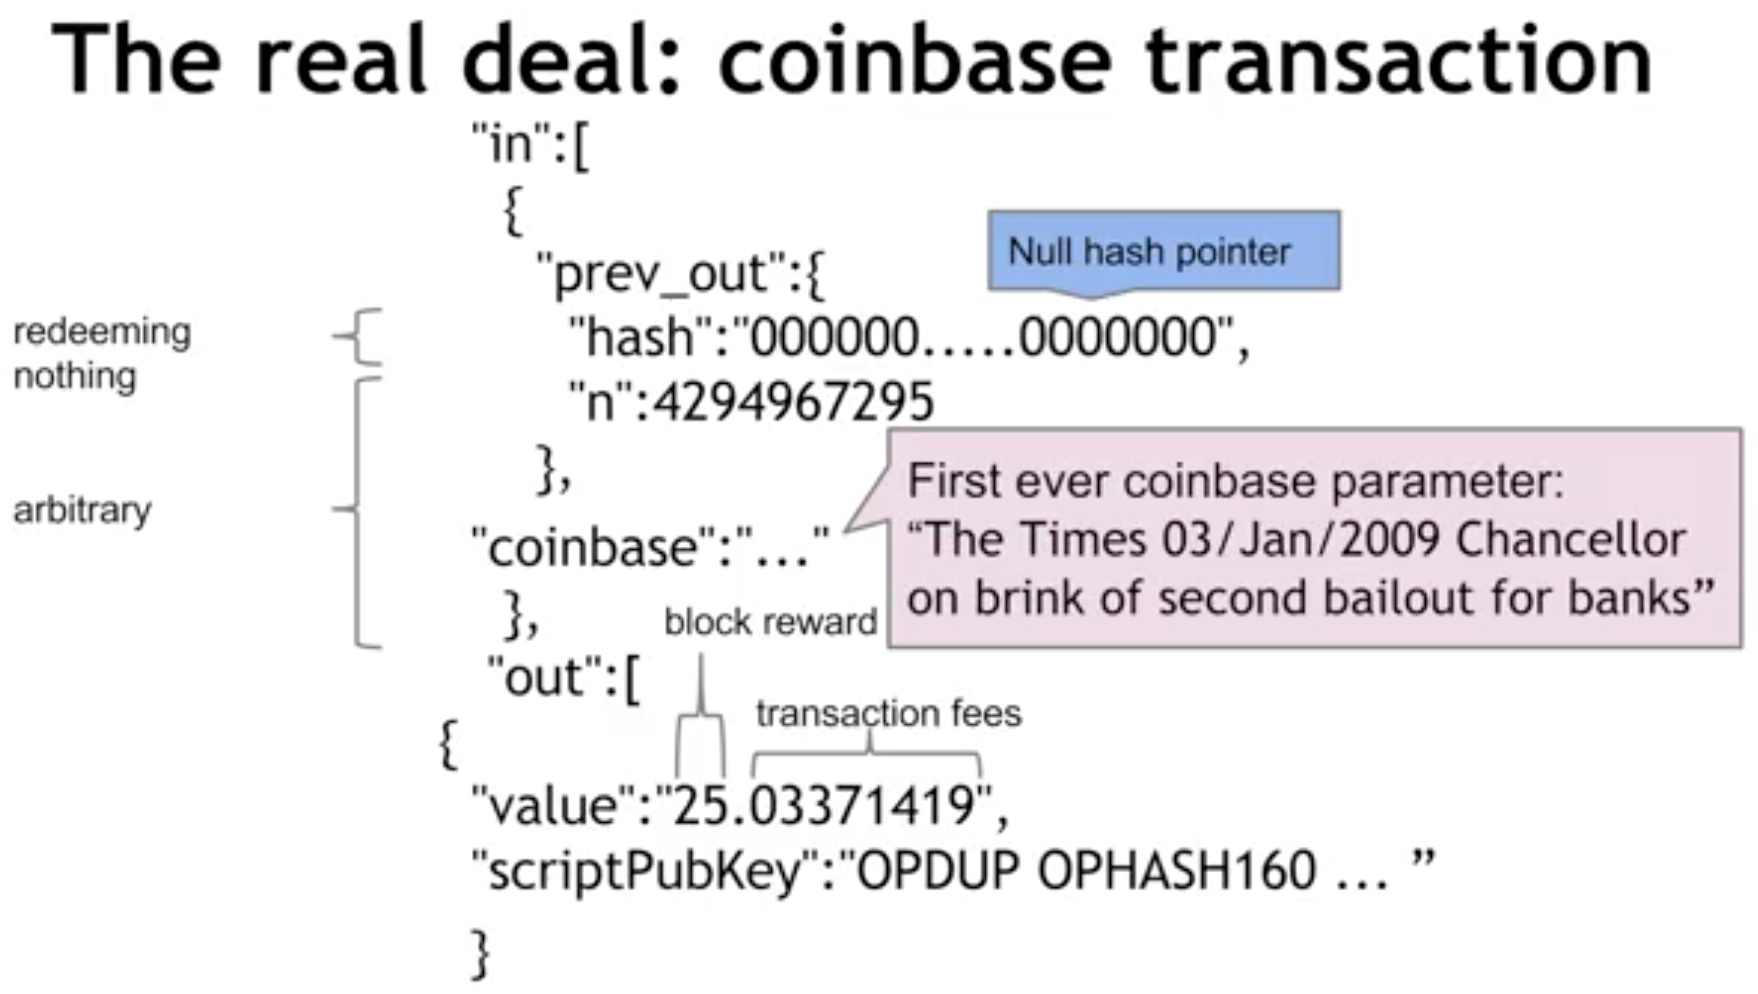 The real deal: coinbase transaction
"in":[
{
Null hash pointer
"prev_out":{
redeeming
nothing
"hash":"000000.....0000000",
"n":4294967295
},
First ever coinbase parameter:
“The Times 03/Jan/2009 Chancellor
on brink of second bailout for banks”
arbitrary
"coinbase":"..."
},
block reward
"out":[
transaction fees
{
"value":"25.03371419",
"scriptPubKey":"OPDUP OPHASH160 ... ”
}